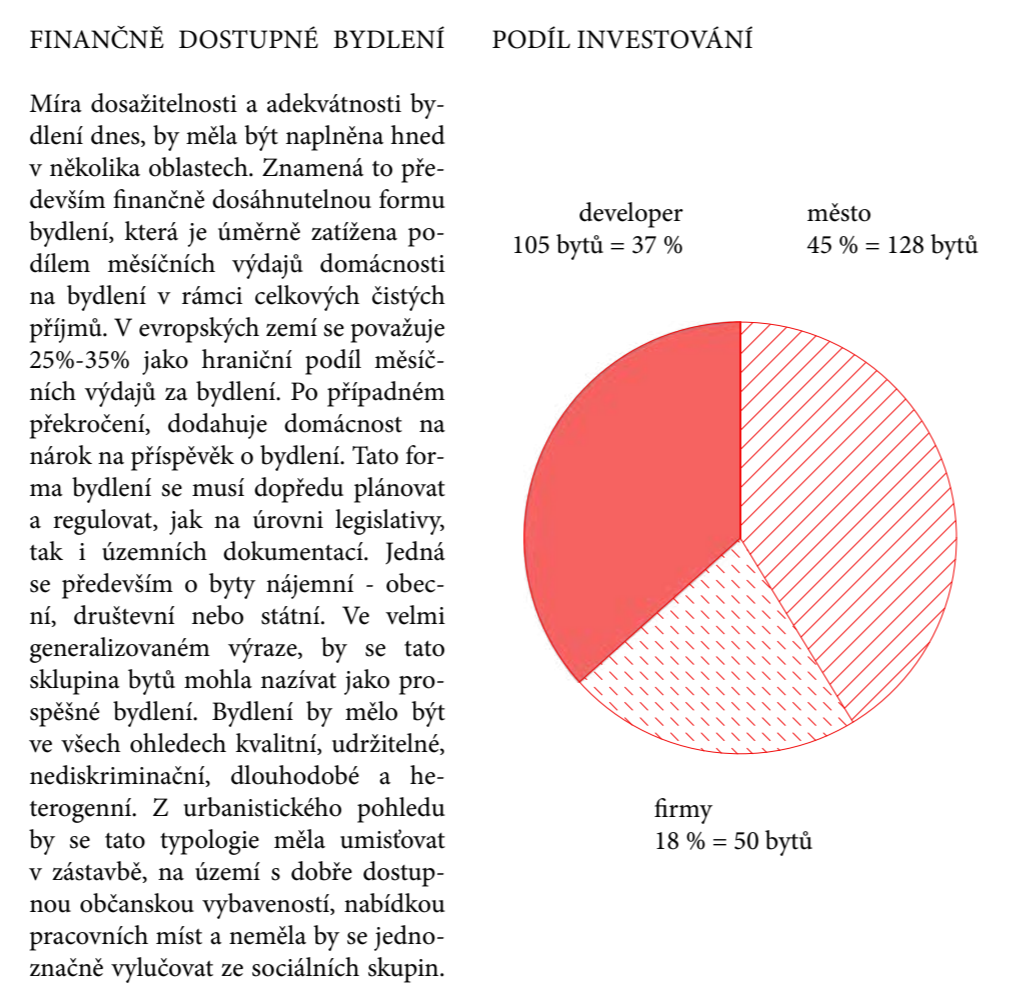 FINANČNĚ DOSTUPNÉ BYDLENÍ
Míra dosažitelnosti a adekvátnosti by-
dlení dnes, by měla být naplněna hned
v několika oblastech. Znamená to pře-
devším finančně dosáhnutelnou formu
bydlení, která je úměrně zatížena po-
dílem měsíčních výdajů domácnosti
na bydlení v rámci celkových čistých
příjmů. V evropských zemí se považuje
25%-35% jako hraniční podíl měsíč-
ních výdajů za bydlení. Po případném
překročení, dodahuje domácnost na
nárok na příspěvěk o bydlení. Tato for-
ma bydlení se musí dopředu plánovat
a regulovat, jak na úrovni legislativy,
tak i územních dokumentací. Jedná
se především o byty nájemní - obec-
ní, družtevní nebo státní. Ve velmi
generalizovaném výraze, by se tato
sklupina bytů mohla nazívat jako pro-
spěšné bydlení. Bydlení by mělo být
ve všech ohledech kvalitní, udržitelné,
nediskriminační, dlouhodobé a he-
terogenní. Z urbanistického pohledu
by se tato typologie měla umisťovat
v zástavbě, na území s dobře dostup-
nou občanskou vybaveností, nabídkou
pracovních míst a neměla by se jedno-
značně vylučovat ze sociálních skupin.
PODÍL INVESTOVÁNÍ
developer
105 bytů = 37 %
město
45 % = 128 bytů
firmy
18 % = 50 bytů